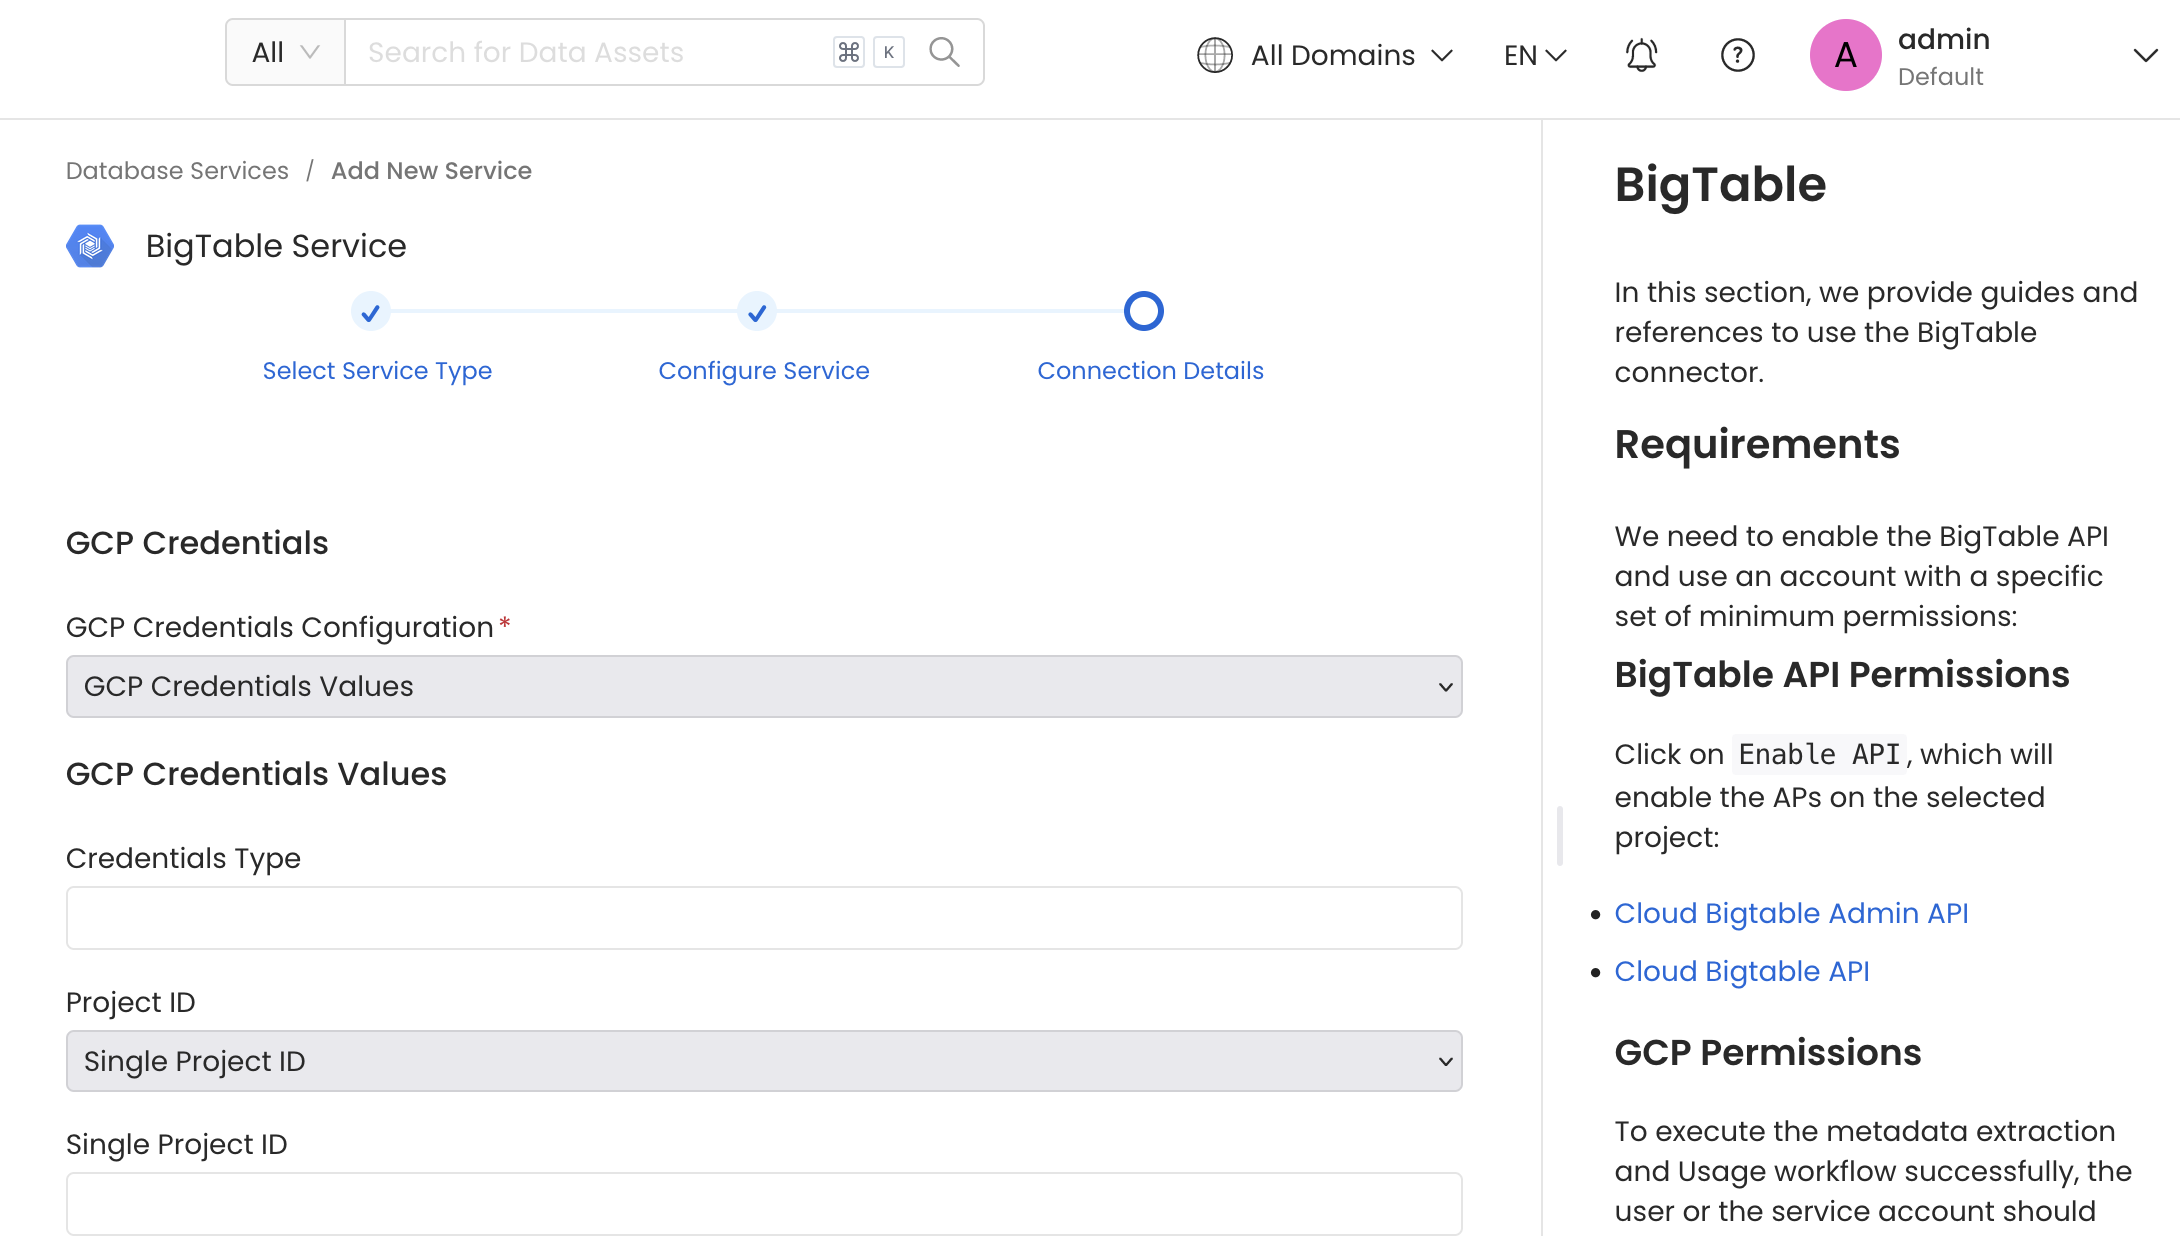 All
Search for Data Assets
⌘ K
All Domains
EN
?
A
admin
Default
Database Services / Add New Service
BigTable Service
Select Service Type
Configure Service
Connection Details
GCP Credentials
GCP Credentials Configuration*
GCP Credentials Values
GCP Credentials Values
Credentials Type
Project ID
Single Project ID
Single Project ID
BigTable
In this section, we provide guides and
references to use the BigTable
connector.
Requirements
We need to enable the BigTable API
and use an account with a specific
set of minimum permissions:
BigTable API Permissions
Click on Enable API, which will
enable the APs on the selected
project:
• Cloud Bigtable Admin API
• Cloud Bigtable API
GCP Permissions
To execute the metadata extraction
and Usage workflow successfully, the
user or the service account should